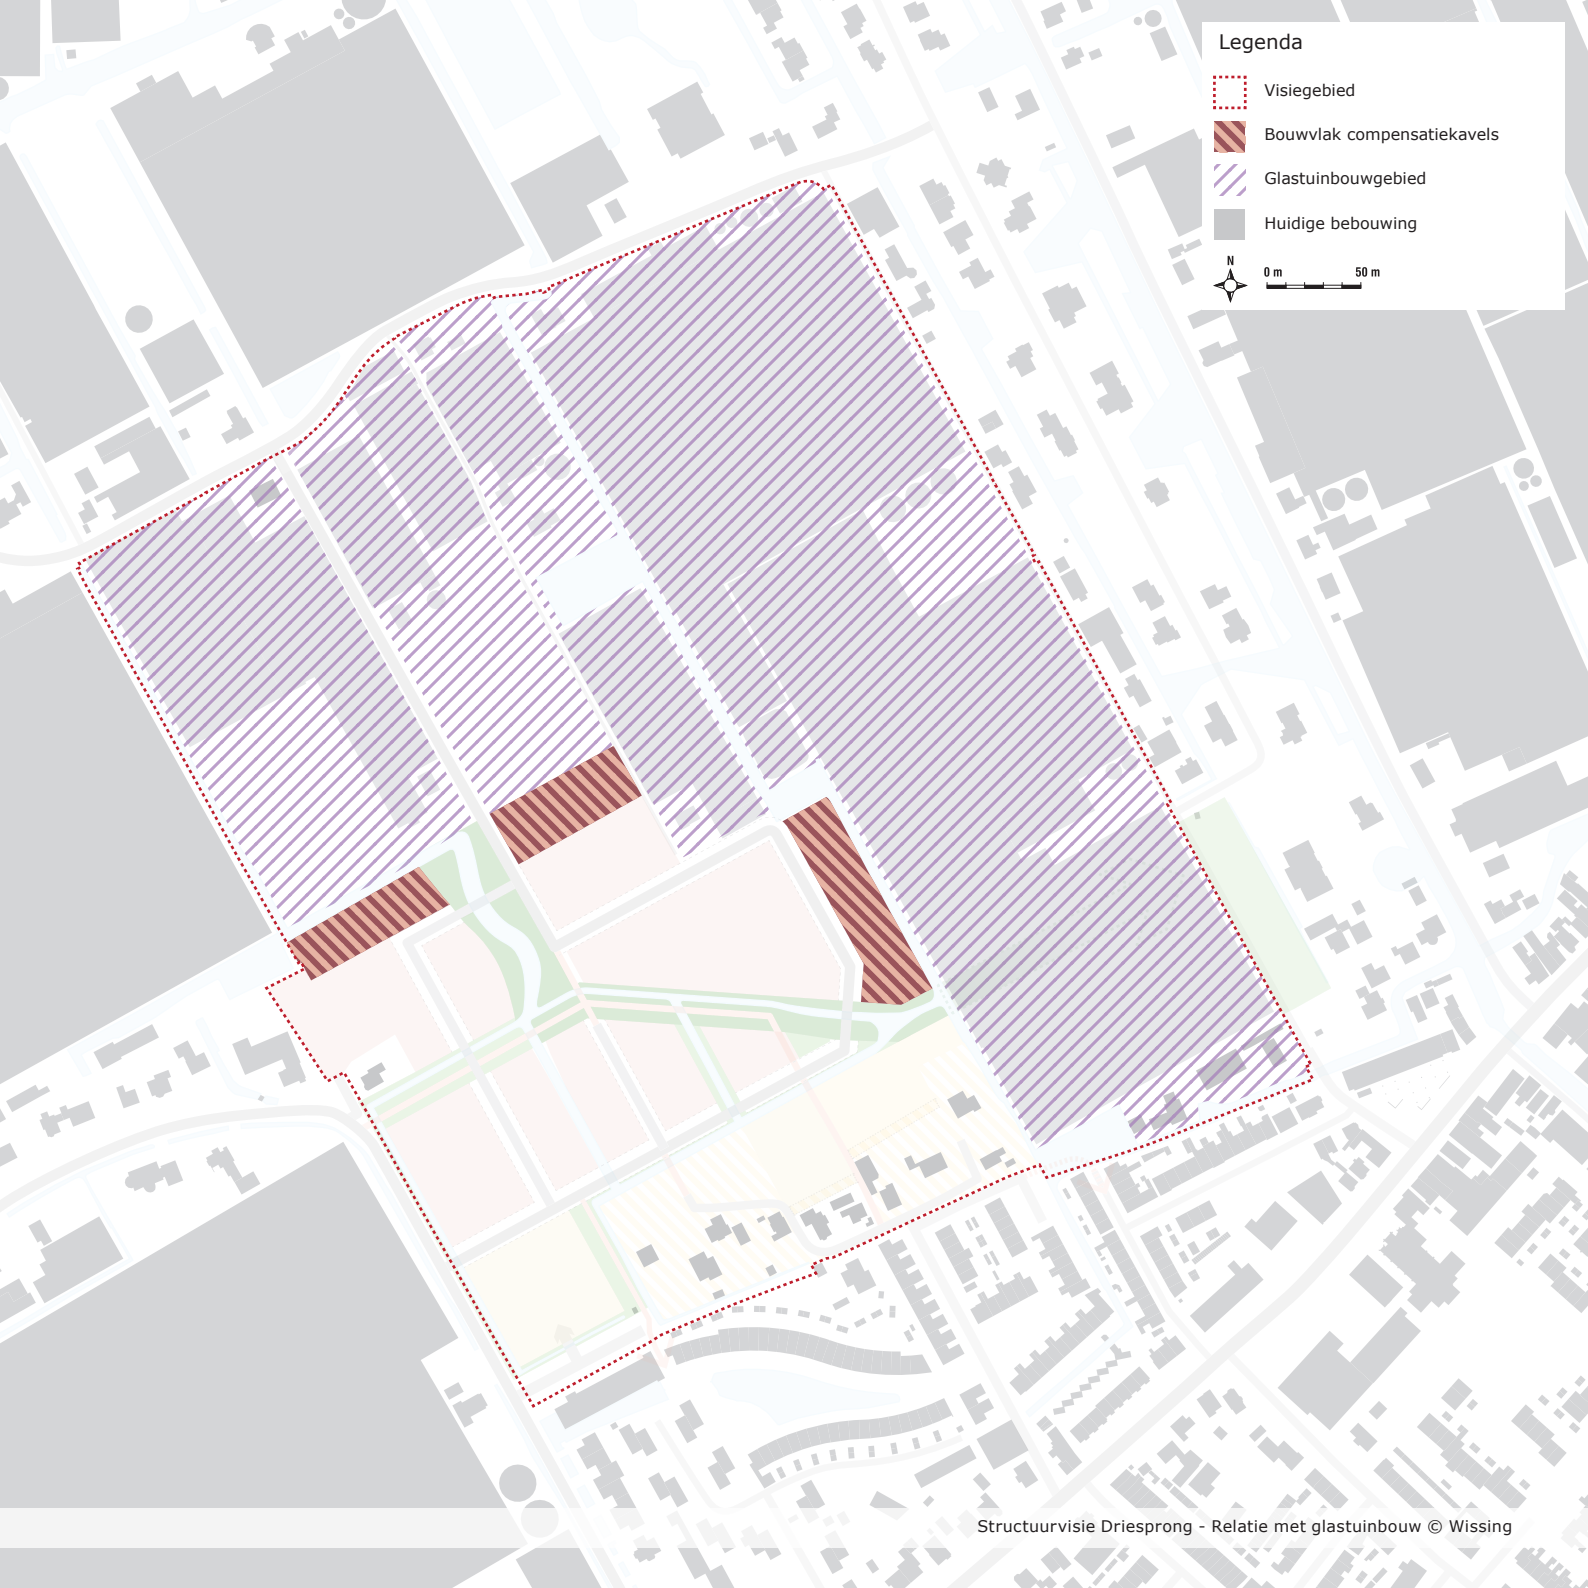 Legenda
Visiegebied
Bouwvlak compensatiekavels
Glastuinbouwgebied
Huidige bebouwing
N
0 m 50 m
Structuurvisie Driesprong - Relatie met glastuinbouw © Wissing